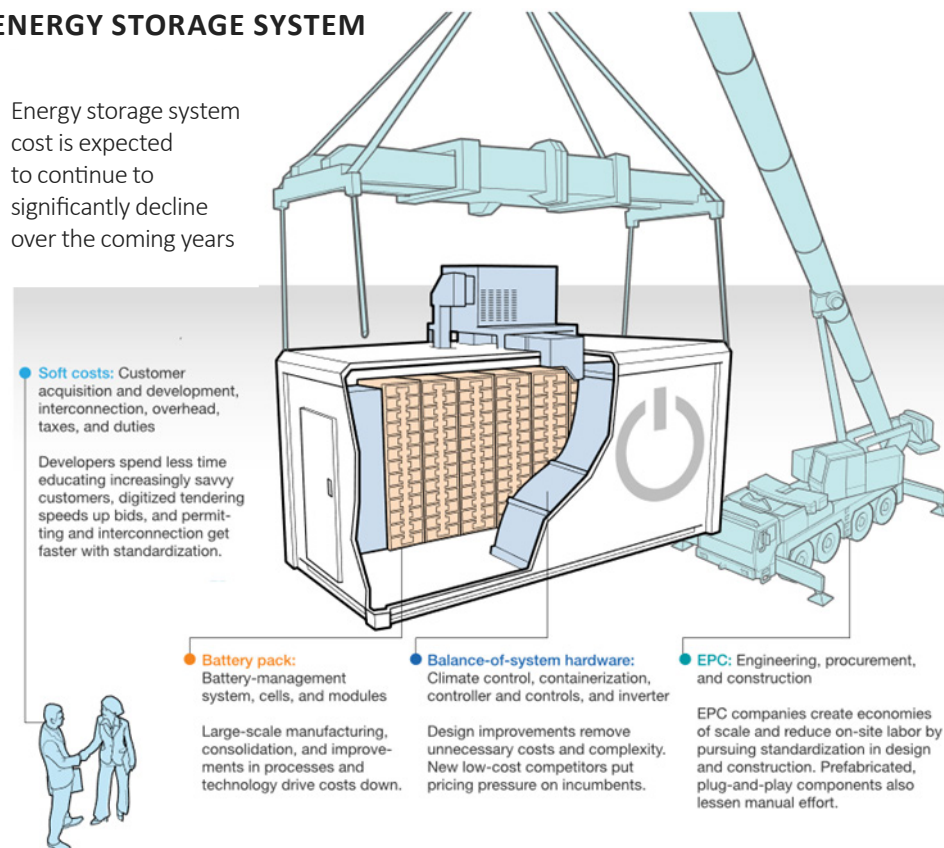 ENERGY STORAGE SYSTEM
Energy storage system
cost is expected
to continue to
significantly decline
over the coming years
Soft costs: Customer
acquisition and development,
interconnection, overhead,
taxes, and duties
Developers spend less time
educating increasingly savvy
customers, digitized tendering
speeds up bids, and permit-
ting and interconnection get
faster with standardization.
Battery pack:
Battery-management
system, cells, and modules
Large-scale manufacturing,
consolidation, and improve-
ments in processes and
technology drive costs down.
Balance-of-system hardware:
Climate control, containerization,
controller and controls, and inverter
Design improvements remove
unnecessary costs and complexity.
New low-cost competitors put
pricing pressure on incumbents.
EPC: Engineering, procurement,
and construction
EPC companies create economies
of scale and reduce on-site labor by
pursuing standardization in design
and construction. Prefabricated,
plug-and-play components also
lessen manual effort.